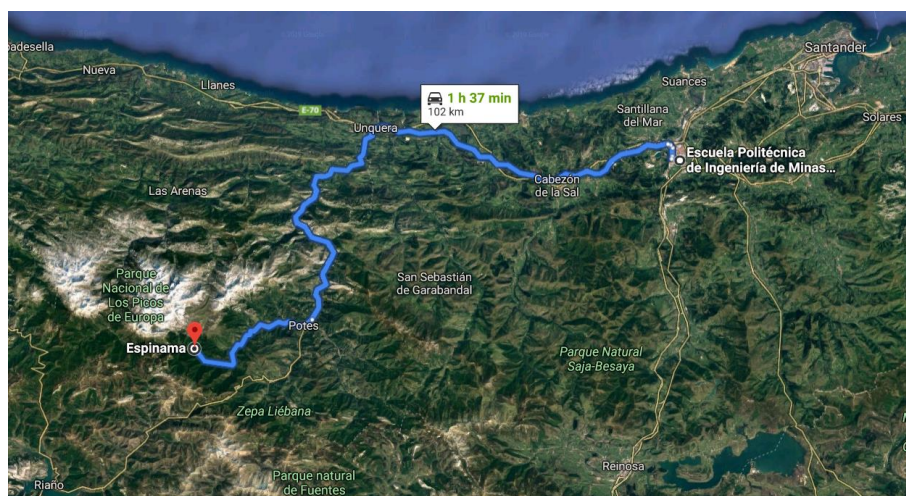 badesella
Nueva
Llanes
E-70
Unquera
1 h 37 min
102 km
Santander
Suances
Santillana
del Mar
Solares
Escuela Politécnica
de Ingeniería de Minas...
Cabezón
de la Sal
Las Arenas
Parque
Nacional de
Los Picos
de Europa
San Sebastián
de Garabandal
Espinama
Potes
Parque Natural
Saja-Besaya
Zepa Liébana
Reinosa
Riaño
Parque natural
de Fuentes